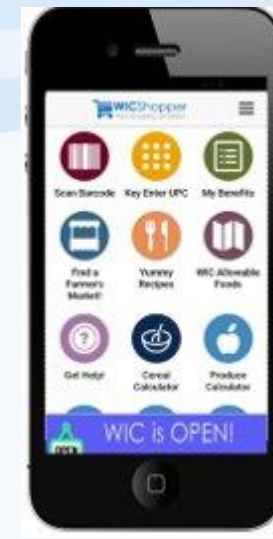 WICShopper
Scan Barcode
Key Enter UPC
My Benefits
Find a
Farmer's
Market!
Yummy
Recipes
WIC Allowable
Foods
Get Help!
Cereal
Calculator
Produce
Calculator
WIC is OPEN!
OPEN